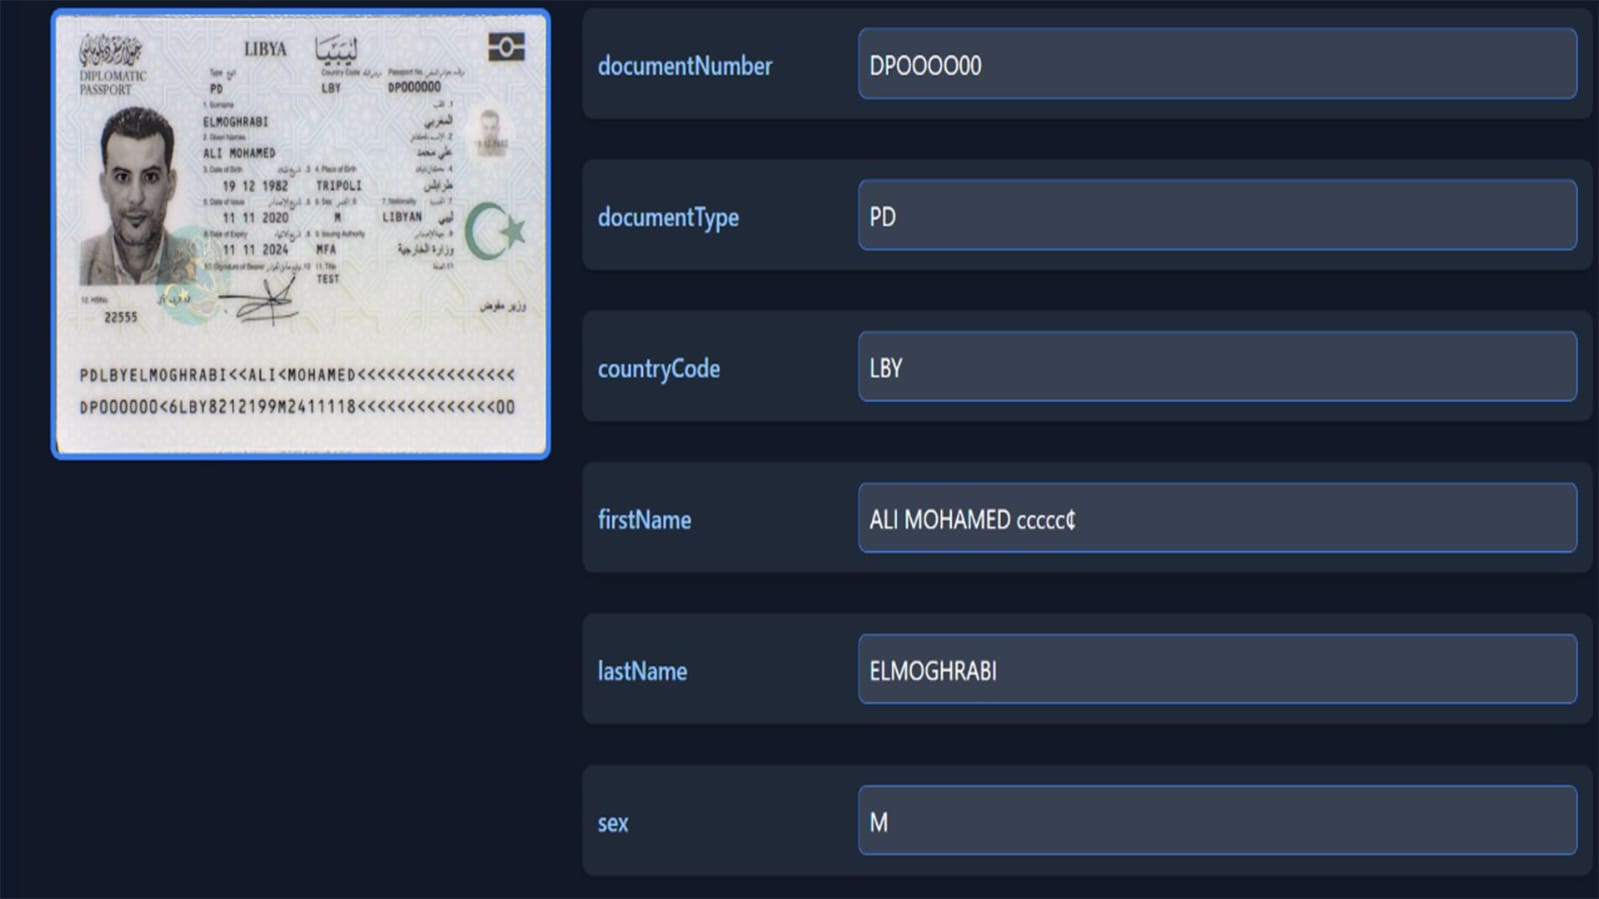 LIBYA
ليبيا
DIPLOMATIC
PASSPORT
Type
Country Code
Passport No.
PD
LBY
DP000000
1. Surname
ELMOGHRABI
المغربي
2. Given Names
ALI MOHAMED
علي محمد
3. Date of Birth
4. Place of Birth
19 12 1982
TRIPOLI
طرابلس
5. Date of Issue
6. Sex
7. Nationality
11 11 2020
M
LIBYAN
ليبي
8. Date of Expiry
9. Issuing Authority
11 11 2024
MFA
وزارة الخارجية
10. Signature of Bearer
11. Title
TEST
وزير مفوض
22555
PDLBYELMOGHRABI<<ALI<MOHAMED<<<<<<<<<<<<<<<<
DP000000<6LBY8212199M2411118<<<<<<<<<<<<<<00
documentNumber
DPOOOO00
documentType
PD
countryCode
LBY
firstName
ALI MOHAMED ccccc¢
lastName
ELMOGHRABI
sex
M